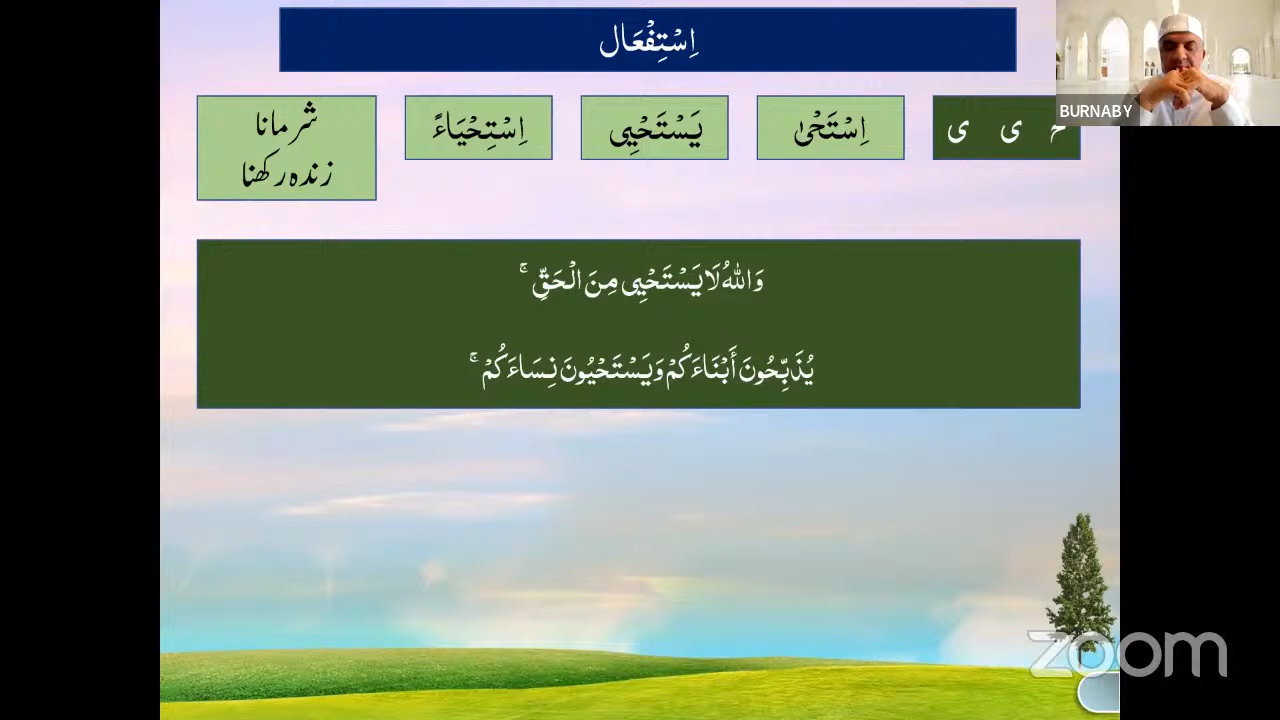 اِسْتِفْعَال
BURNABY
ح ی ی
اِسْتَحْیٰ
یَسْتَحْیِی
اِسْتِحْیَاءً
شرمانا
زندہ رکھنا
وَاللّٰہُ لَا یَسْتَحْیِی مِنَ الْحَقِّ ۚ
یُذَبِّحُونَ أَبْنَاءَکُمْ وَیَسْتَحْیُونَ نِسَاءَکُمْ ۚ
zoom